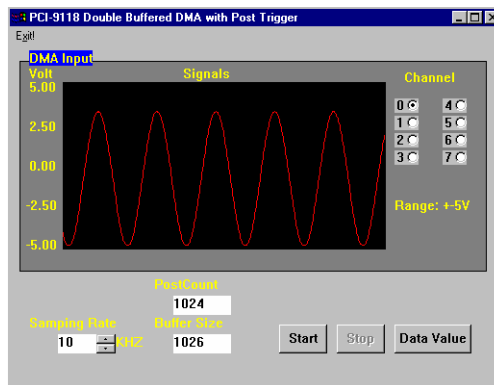 PCI-9118 Double Buffered DMA with Post Trigger
Exit!
DMA Input
Volt
Signals
Channel
5.00
2.50
0.00
-2.50
-5.00
0 4
1 5
2 6
3 7
Range: +-5V
PostCount
1024
Samping Rate
Buffer Size
10 KHZ
1026
Start
Stop
Data Value